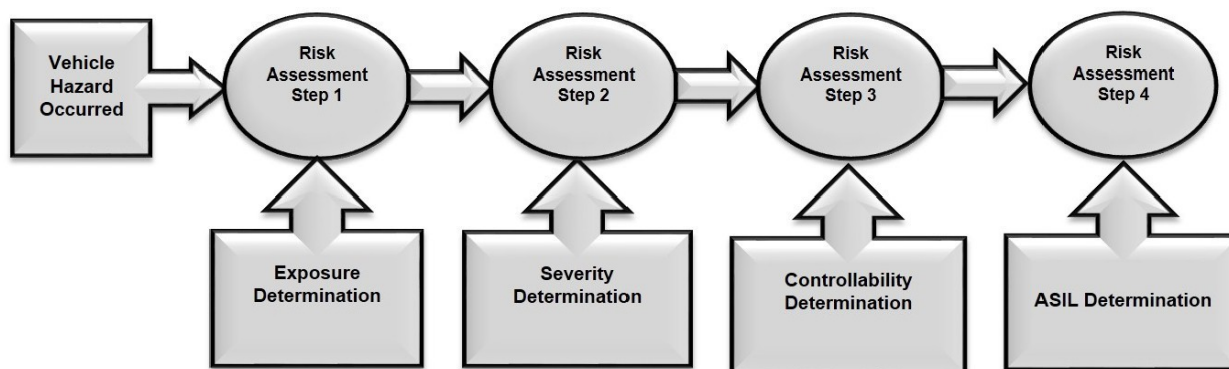 Vehicle
Hazard
Occurred
Risk
Assessment
Step 1
Risk
Assessment
Step 2
Risk
Assessment
Step 3
Risk
Assessment
Step 4
Exposure
Determination
Severity
Determination
Controllability
Determination
ASIL Determination